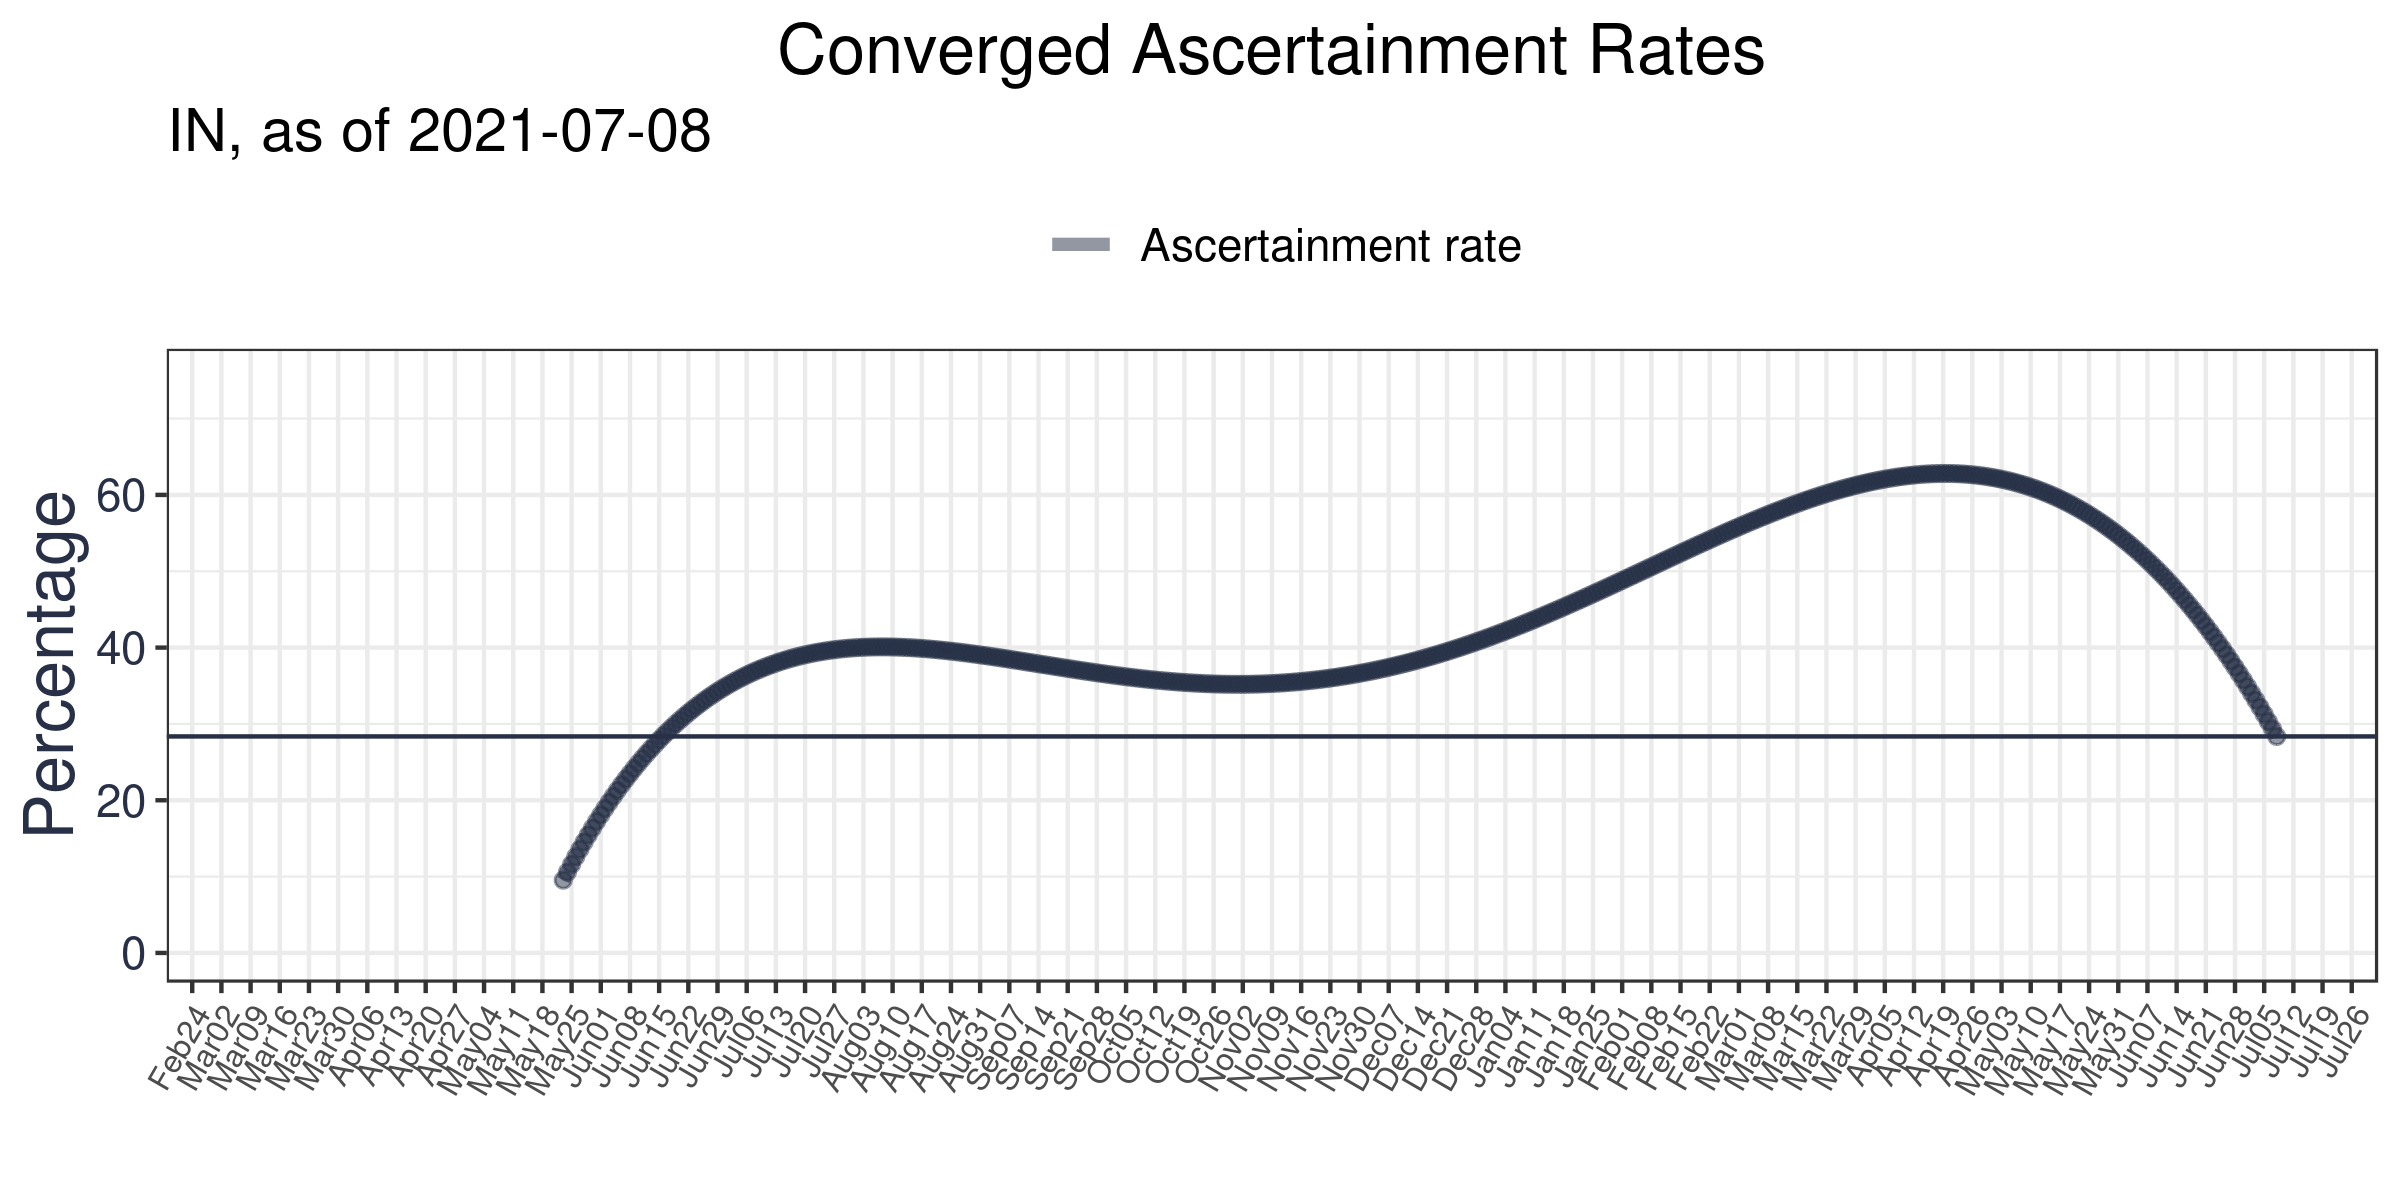 Converged Ascertainment Rates
IN, as of 2021-07-08
Ascertainment rate
Percentage
60
40
20
0
Feb24 Mar02 Mar09 Mar16 Mar23 Mar30 Apr06 Apr13 Apr20 Apr27 May04 May11 May18 May25 Jun01 Jun08 Jun15 Jun22 Jun29 Jul06 Jul13 Jul20 Jul27 Aug03 Aug10 Aug17 Aug24 Aug31 Sep07 Sep14 Sep21 Sep28 Oct05 Oct12 Oct19 Oct26 Nov02 Nov09 Nov16 Nov23 Nov30 Dec07 Dec14 Dec21 Dec28 Jan04 Jan11 Jan18 Jan25 Feb01 Feb08 Feb15 Feb22 Mar01 Mar08 Mar15 Mar22 Mar29 Apr05 Apr12 Apr19 Apr26 May03 May10 May17 May24 May31 Jun07 Jun14 Jun21 Jun28 Jul05 Jul12 Jul19 Jul26